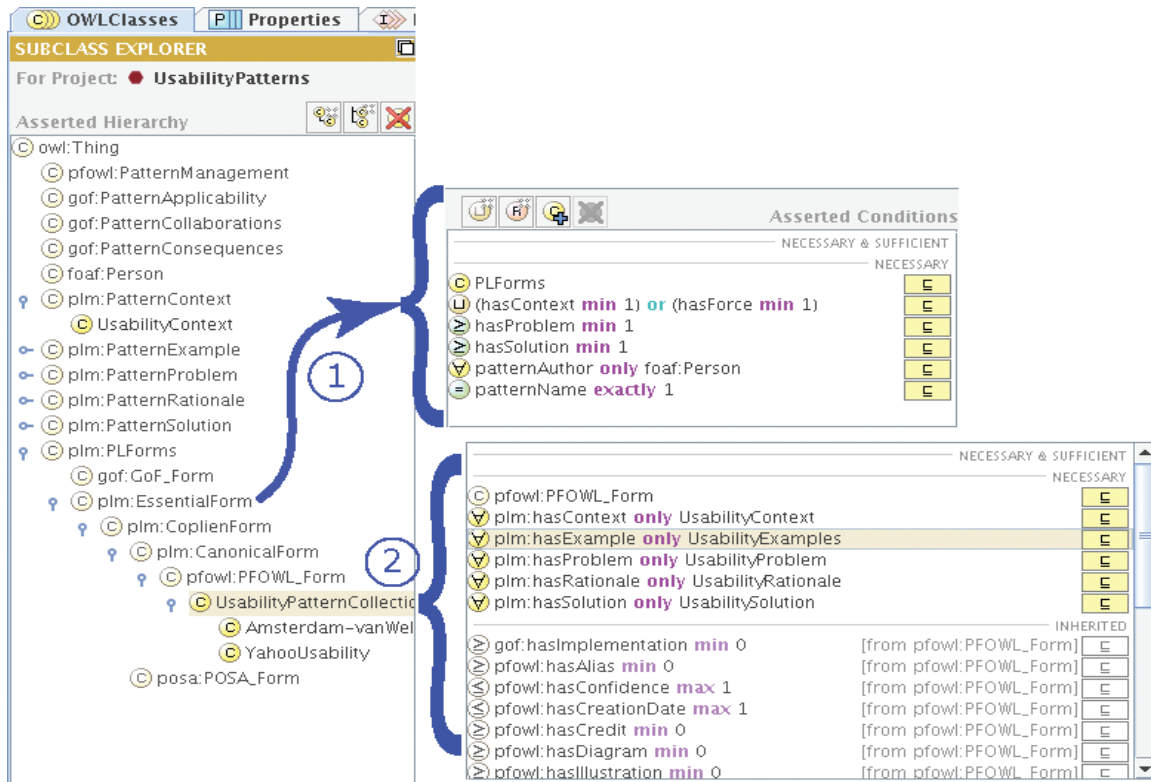 OWLClasses Properties
SUBCLASS EXPLORER
For Project: UsabilityPatterns
Asserted Hierarchy
owl:Thing
pfowl:PatternManagement
gof:PatternApplicability
gof:PatternCollaborations
gof:PatternConsequences
foaf:Person
plm:PatternContext
UsabilityContext
plm:PatternExample
plm:PatternProblem
plm:PatternRationale
plm:PatternSolution
plm:PLForms
gof:GoF_Form
plm:EssentialForm
plm:CoplienForm
plm:CanonicalForm
pfowl:PFOWL_Form
UsabilityPatternCollectio
Amsterdam-vanWel
YahooUsability
posa:POSA_Form
1
2
Asserted Conditions
NECESSARY & SUFFICIENT
NECESSARY
PLForms ⊑
(hasContext min 1) or (hasForce min 1) ⊑
hasProblem min 1 ⊑
hasSolution min 1 ⊑
patternAuthor only foaf:Person ⊑
patternName exactly 1 ⊑
NECESSARY & SUFFICIENT
NECESSARY
pfowl:PFOWL_Form ⊑
plm:hasContext only UsabilityContext ⊑
plm:hasExample only UsabilityExamples ⊑
plm:hasProblem only UsabilityProblem ⊑
plm:hasRationale only UsabilityRationale ⊑
plm:hasSolution only UsabilitySolution ⊑
INHERITED
gof:hasImplementation min 0 [from pfowl:PFOWL_Form] ⊑
pfowl:hasAlias min 0 [from pfowl:PFOWL_Form] ⊑
pfowl:hasConfidence max 1 [from pfowl:PFOWL_Form] ⊑
pfowl:hasCreationDate max 1 [from pfowl:PFOWL_Form] ⊑
pfowl:hasCredit min 0 [from pfowl:PFOWL_Form] ⊑
pfowl:hasDiagram min 0 [from pfowl:PFOWL_Form] ⊑
pfowl:hasIllustration min 0 [from pfowl:PFOWL_Form] ⊑